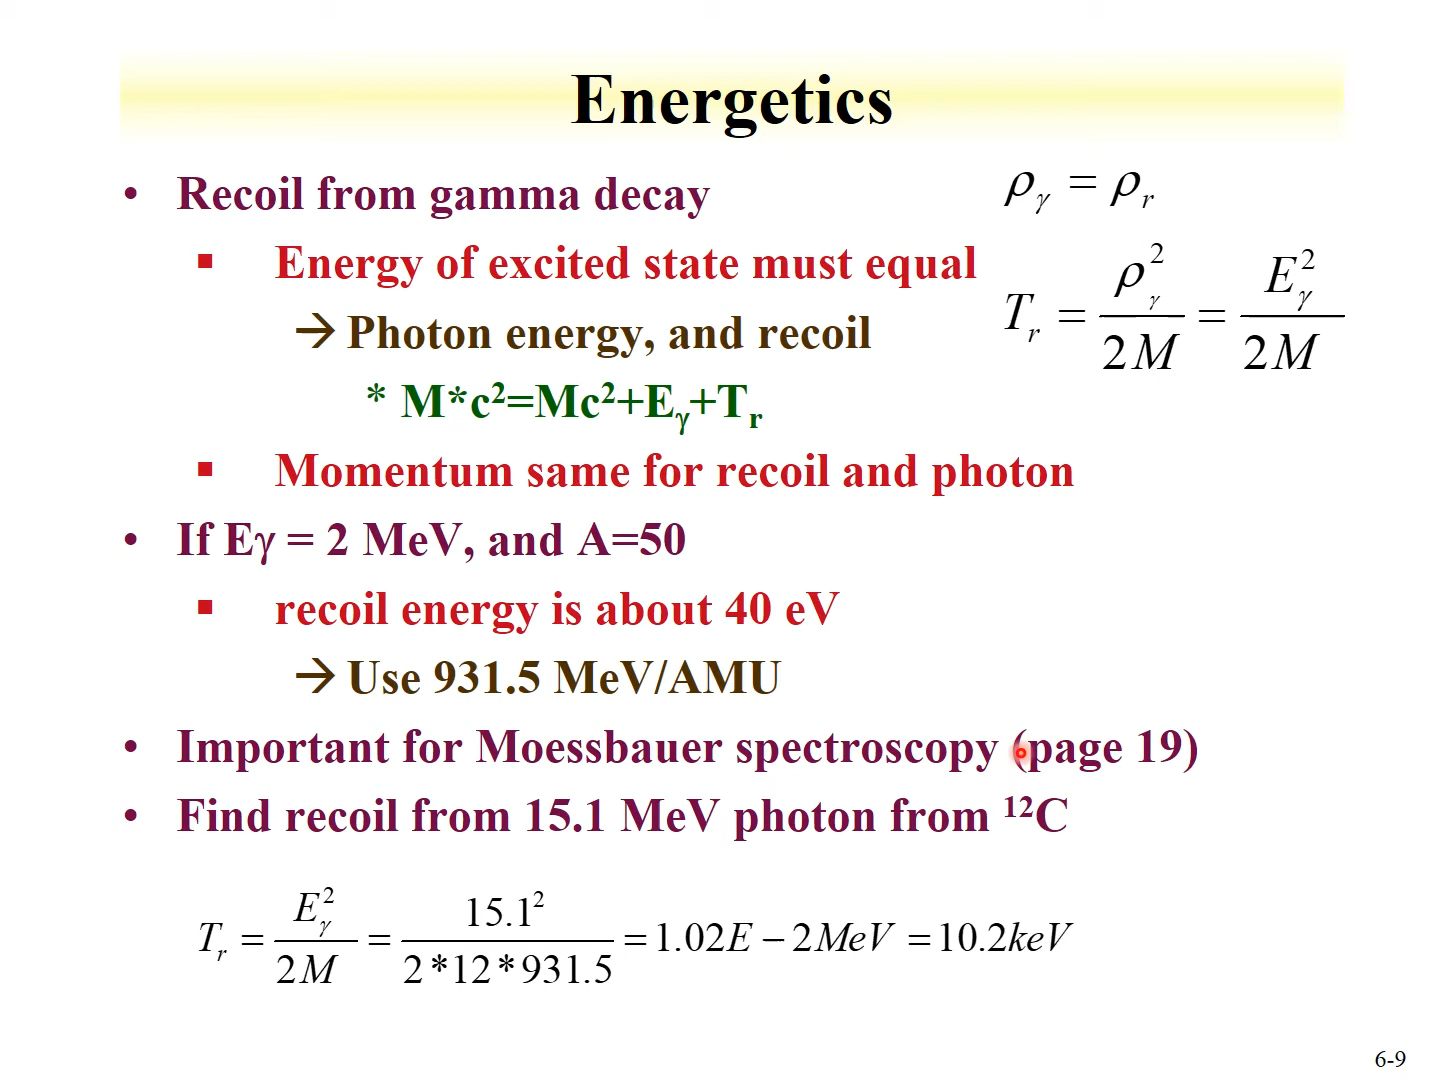 Energetics
• Recoil from gamma decay
▪ Energy of excited state must equal
→ Photon energy, and recoil
* M*c²=Mc²+Eγ+Tr
▪ Momentum same for recoil and photon
• If Eγ = 2 MeV, and A=50
▪ recoil energy is about 40 eV
→ Use 931.5 MeV/AMU
• Important for Moessbauer spectroscopy (page 19)
• Find recoil from 15.1 MeV photon from ¹²C
ργ = ρr
Tr = ργ² / 2M = Eγ² / 2M
Tr = Eγ² / 2M = 15.1² / 2*12*931.5 = 1.02E − 2MeV = 10.2keV
6-9